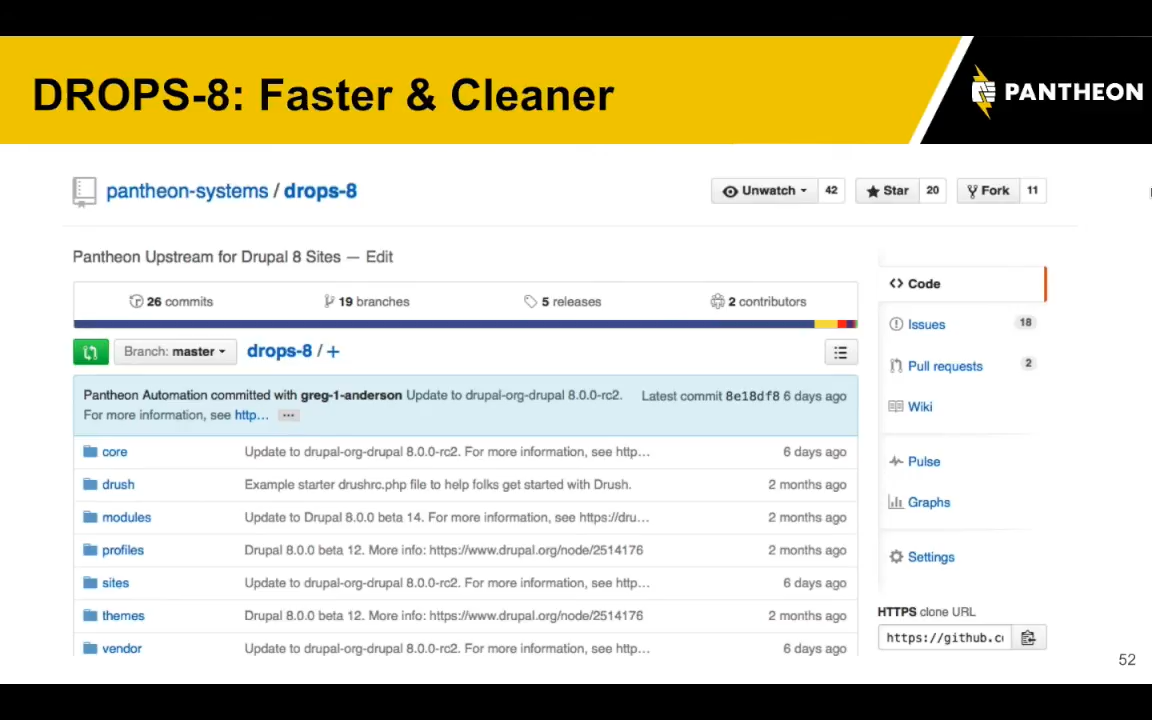 DROPS-8: Faster & Cleaner
PANTHEON
pantheon-systems / drops-8
Unwatch 42
Star 20
Fork 11
Pantheon Upstream for Drupal 8 Sites — Edit
26 commits
19 branches
5 releases
2 contributors
Branch: master
drops-8 / +
Pantheon Automation committed with greg-1-anderson Update to drupal-org-drupal 8.0.0-rc2.
For more information, see http… ...
Latest commit 8e18df8 6 days ago
core Update to drupal-org-drupal 8.0.0-rc2. For more information, see http… 6 days ago
drush Example starter drushrc.php file to help folks get started with Drush. 2 months ago
modules Update to Drupal 8.0.0 beta 14. For more information, see https://dru… 2 months ago
profiles Drupal 8.0.0 beta 12. More info: https://www.drupal.org/node/2514176 2 months ago
sites Update to drupal-org-drupal 8.0.0-rc2. For more information, see http… 6 days ago
themes Drupal 8.0.0 beta 12. More info: https://www.drupal.org/node/2514176 2 months ago
vendor Update to drupal-org-drupal 8.0.0-rc2. For more information, see http… 6 days ago
Code
Issues 18
Pull requests 2
Wiki
Pulse
Graphs
Settings
HTTPS clone URL
https://github.c
52